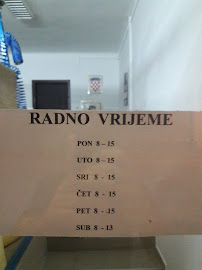 RADNO VRIJEME
PON 8 – 15
UTO 8 – 15
SRI 8 - 15
ČET 8 - 15
PET 8 - 15
SUB 8 - 13